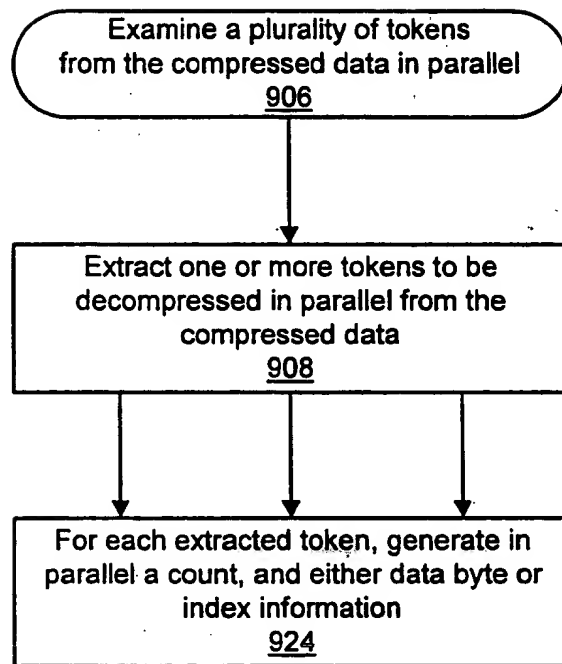 Examine a plurality of tokens
from the compressed data in parallel
906
Extract one or more tokens to be
decompressed in parallel from the
compressed data
908
For each extracted token, generate in
parallel a count, and either data byte or
index information
924